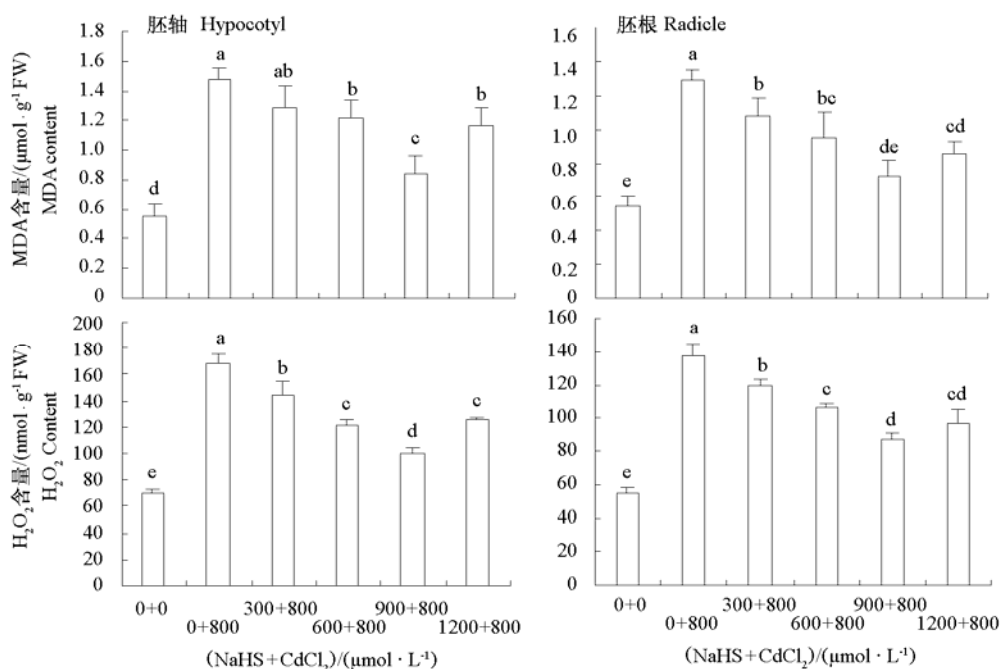 胚轴 Hypocotyl
MDA含量/(μmol·g⁻¹ FW)
MDA content
1.8
1.6
1.4
1.2
1.0
0.8
0.6
0.4
0.2
0
d
a
ab
b
c
b
胚根 Radicle
1.6
1.4
1.2
1.0
0.8
0.6
0.4
0.2
0
e
a
b
bc
de
cd
H₂O₂含量/(nmol·g⁻¹ FW)
H₂O₂ Content
200
180
160
140
120
100
80
60
40
20
0
e
a
b
c
d
c
0+0
0+800
300+800
600+800
900+800
1200+800
(NaHS+CdCl₂)/(μmol·L⁻¹)
160
140
120
100
80
60
40
20
0
e
a
b
c
d
cd
0+0
0+800
300+800
600+800
900+800
1200+800
(NaHS+CdCl₂)/(μmol·L⁻¹)